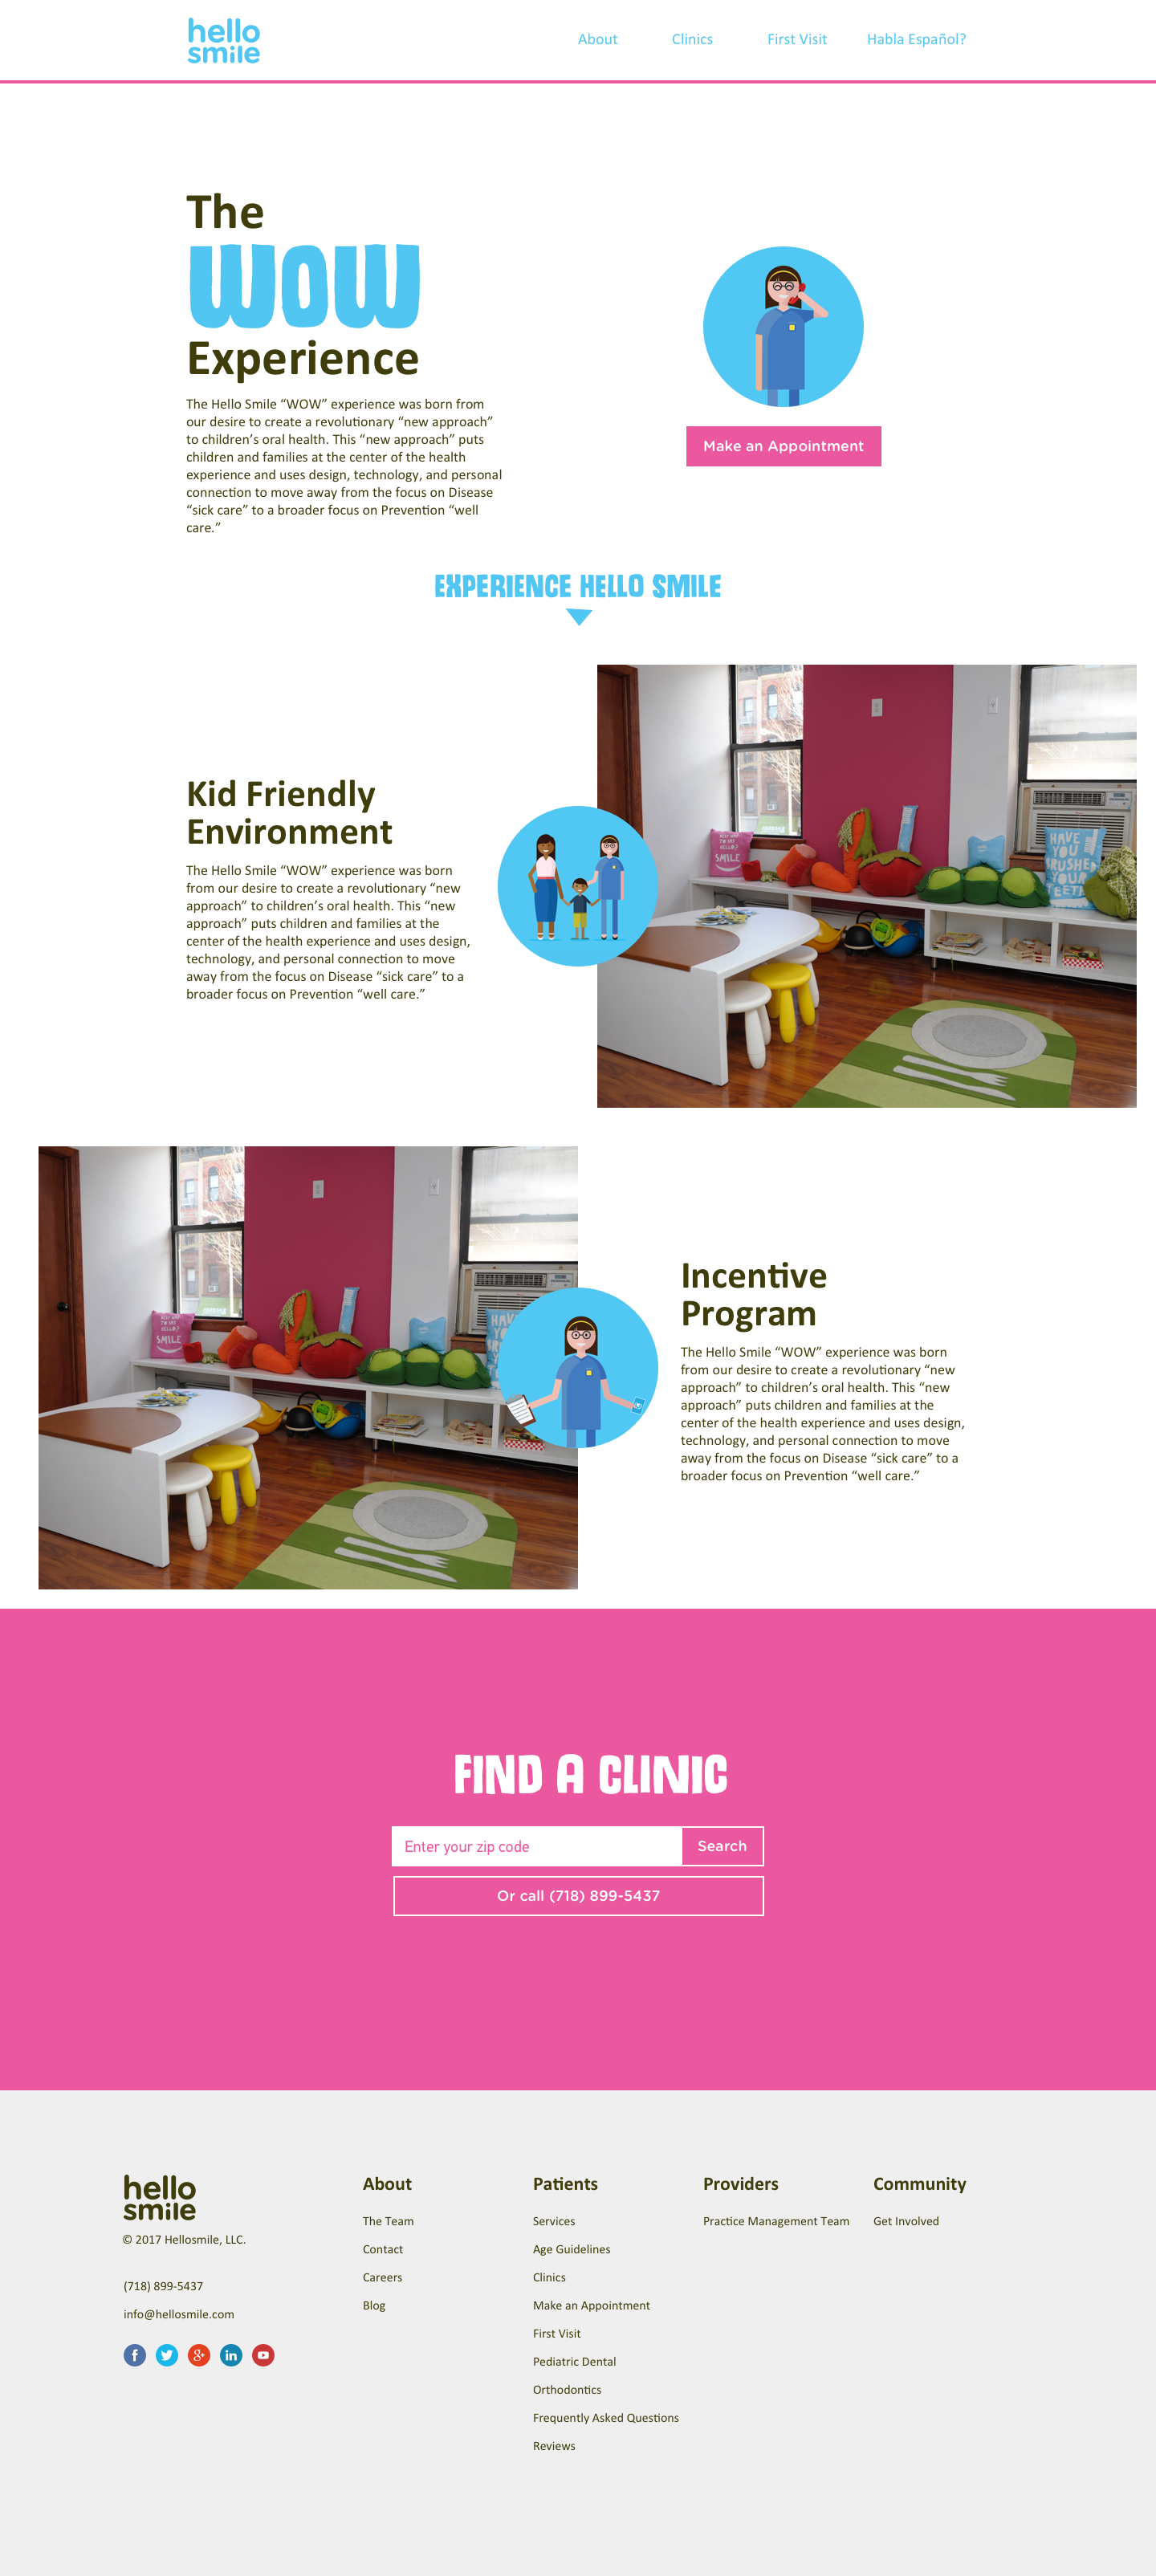 hello
smile
About Clinics First Visit Habla Español?
The
WOW
Experience
The Hello Smile “WOW” experience was born from
our desire to create a revolutionary “new approach”
to children’s oral health. This “new approach” puts
children and families at the center of the health
experience and uses design, technology, and personal
connection to move away from the focus on Disease
“sick care” to a broader focus on Prevention “well
care.”
Make an Appointment
EXPERIENCE HELLO SMILE
Kid Friendly
Environment
The Hello Smile “WOW” experience was born
from our desire to create a revolutionary “new
approach” to children’s oral health. This “new
approach” puts children and families at the
center of the health experience and uses design,
technology, and personal connection to move
away from the focus on Disease “sick care” to a
broader focus on Prevention “well care.”
SMILE
HAVE
YOU
YOUR
TEETH
SMILE
Incentive
Program
The Hello Smile “WOW” experience was born
from our desire to create a revolutionary “new
approach” to children’s oral health. This “new
approach” puts children and families at the
center of the health experience and uses design,
technology, and personal connection to move
away from the focus on Disease “sick care” to a
broader focus on Prevention “well care.”
FIND A CLINIC
Enter your zip code Search
Or call (718) 899-5437
hello
smile
© 2017 Hellosmile, LLC.
(718) 899-5437
info@hellosmile.com
About
The Team
Contact
Careers
Blog
Patients
Services
Age Guidelines
Clinics
Make an Appointment
First Visit
Pediatric Dental
Orthodontics
Frequently Asked Questions
Reviews
Providers
Practice Management Team
Community
Get Involved